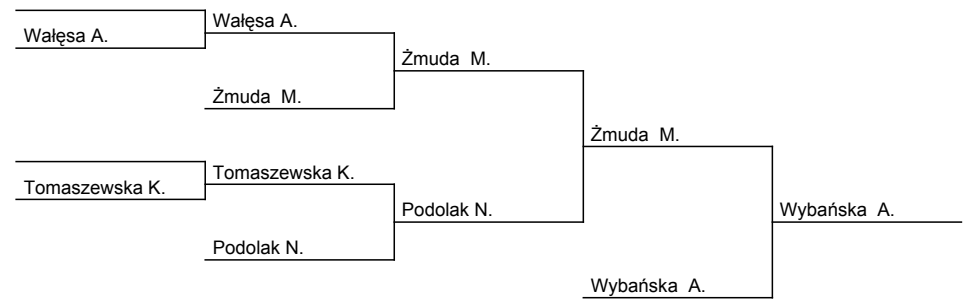 Wałęsa A.
Wałęsa A.
Żmuda  M.
Żmuda  M.
Żmuda  M.
Tomaszewska K.
Tomaszewska K.
Podolak N.
Wybańska  A.
Podolak N.
Wybańska  A.